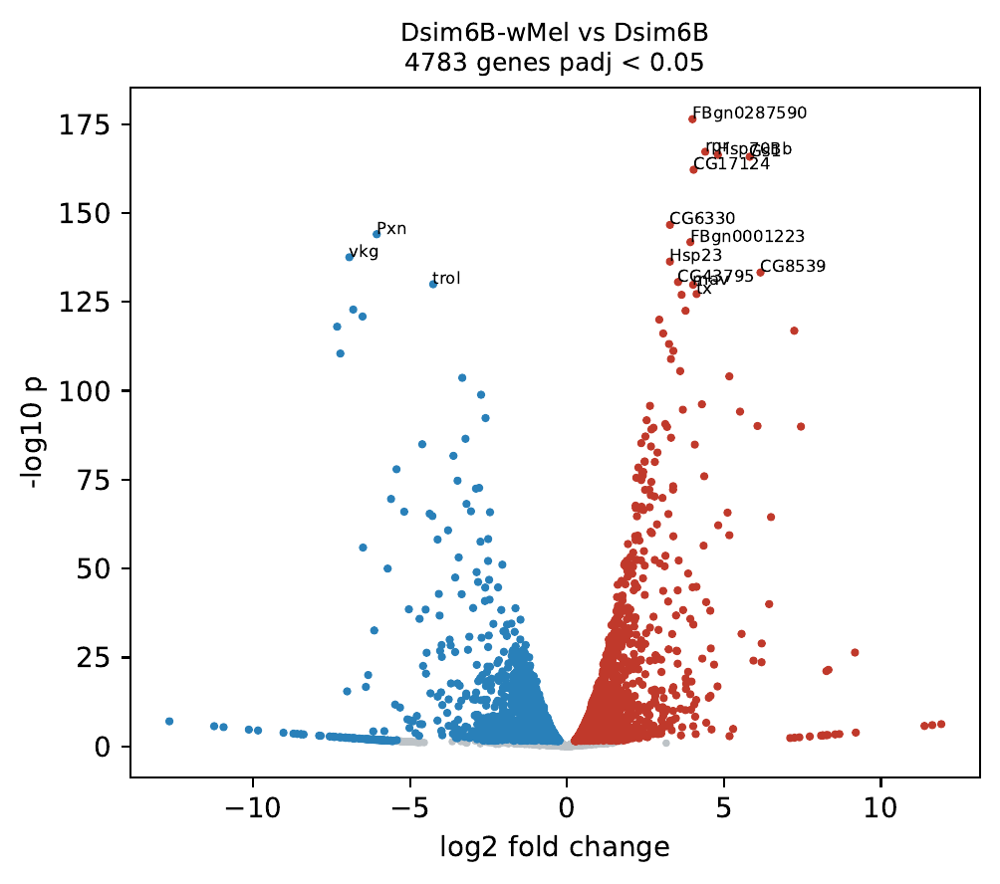 Dsim6B-wMel vs Dsim6B
4783 genes padj < 0.05
175
150
125
100
75
50
25
0
-log10 p
FBgn0287590
CG17124
CG6330
FBgn0001223
Hsp23
CG8539
CG43795
Pxn
vkg
trol
−10
−5
0
5
10
log2 fold change